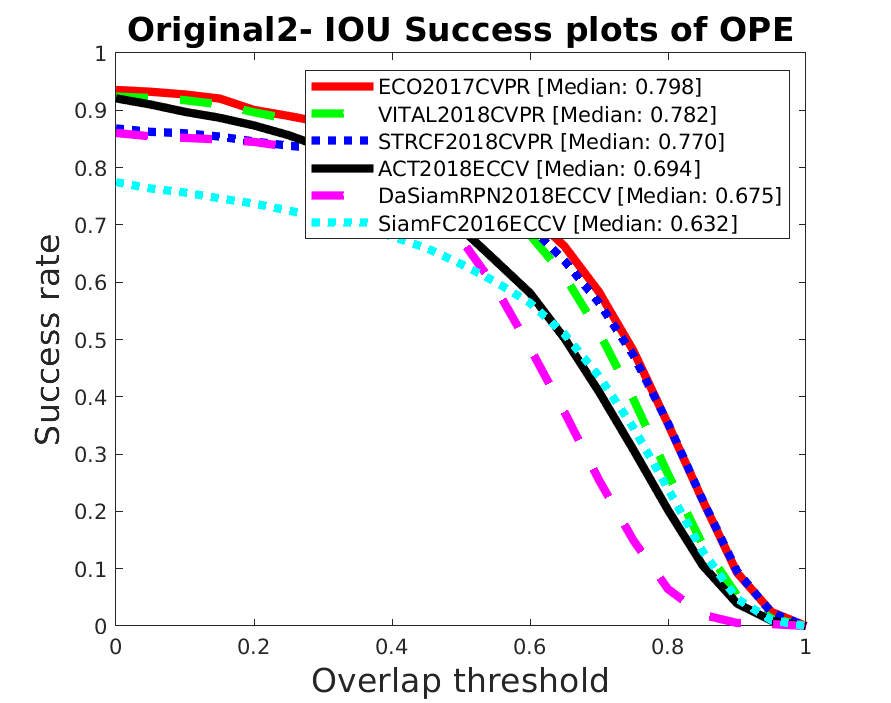 Original2- IOU Success plots of OPE
1
0.9
0.8
0.7
0.6
0.5
0.4
0.3
0.2
0.1
0
Success rate
ECO2017CVPR [Median: 0.798]
VITAL2018CVPR [Median: 0.782]
STRCF2018CVPR [Median: 0.770]
ACT2018ECCV [Median: 0.694]
DaSiamRPN2018ECCV [Median: 0.675]
SiamFC2016ECCV [Median: 0.632]
0 0.2 0.4 0.6 0.8 1
Overlap threshold